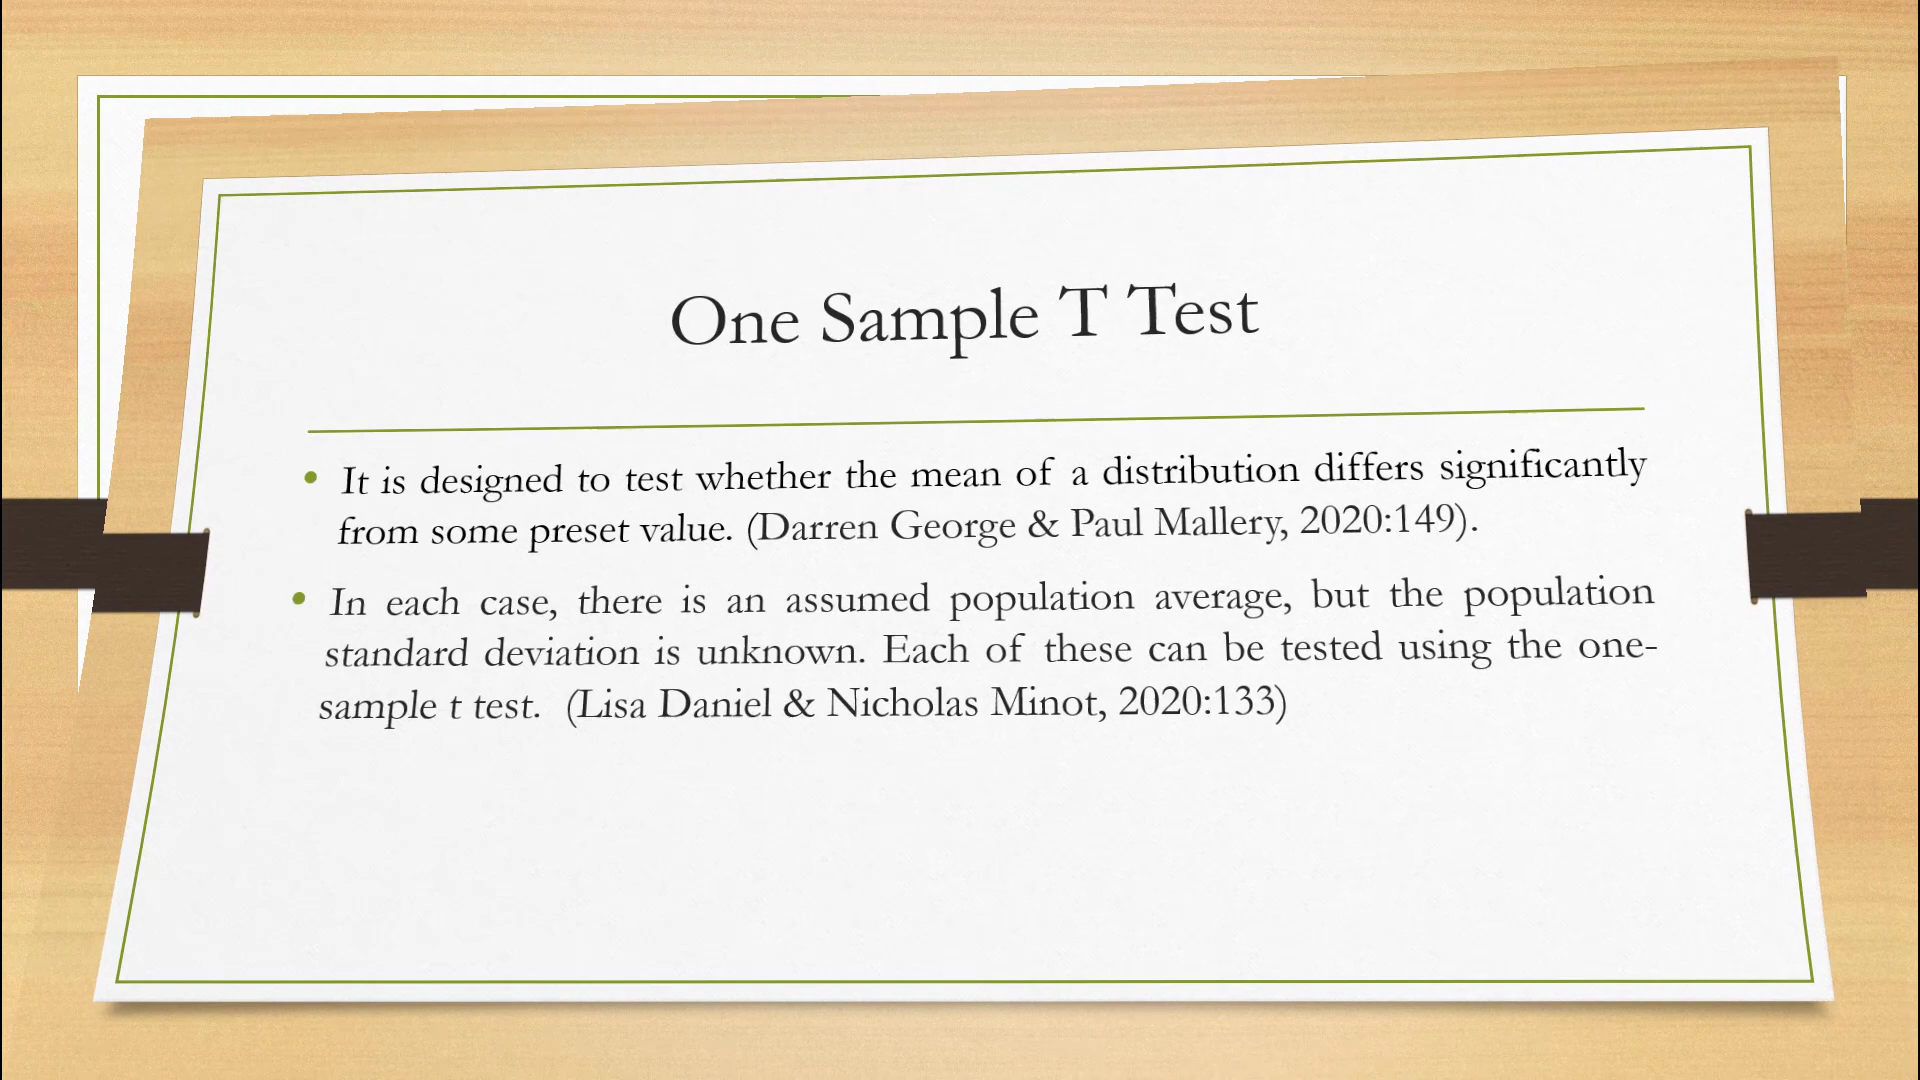 One Sample T Test
• It is designed to test whether the mean of a distribution differs significantly
from some preset value. (Darren George & Paul Mallery, 2020:149).
• In each case, there is an assumed population average, but the population
standard deviation is unknown. Each of these can be tested using the one-
sample t test. (Lisa Daniel & Nicholas Minot, 2020:133)